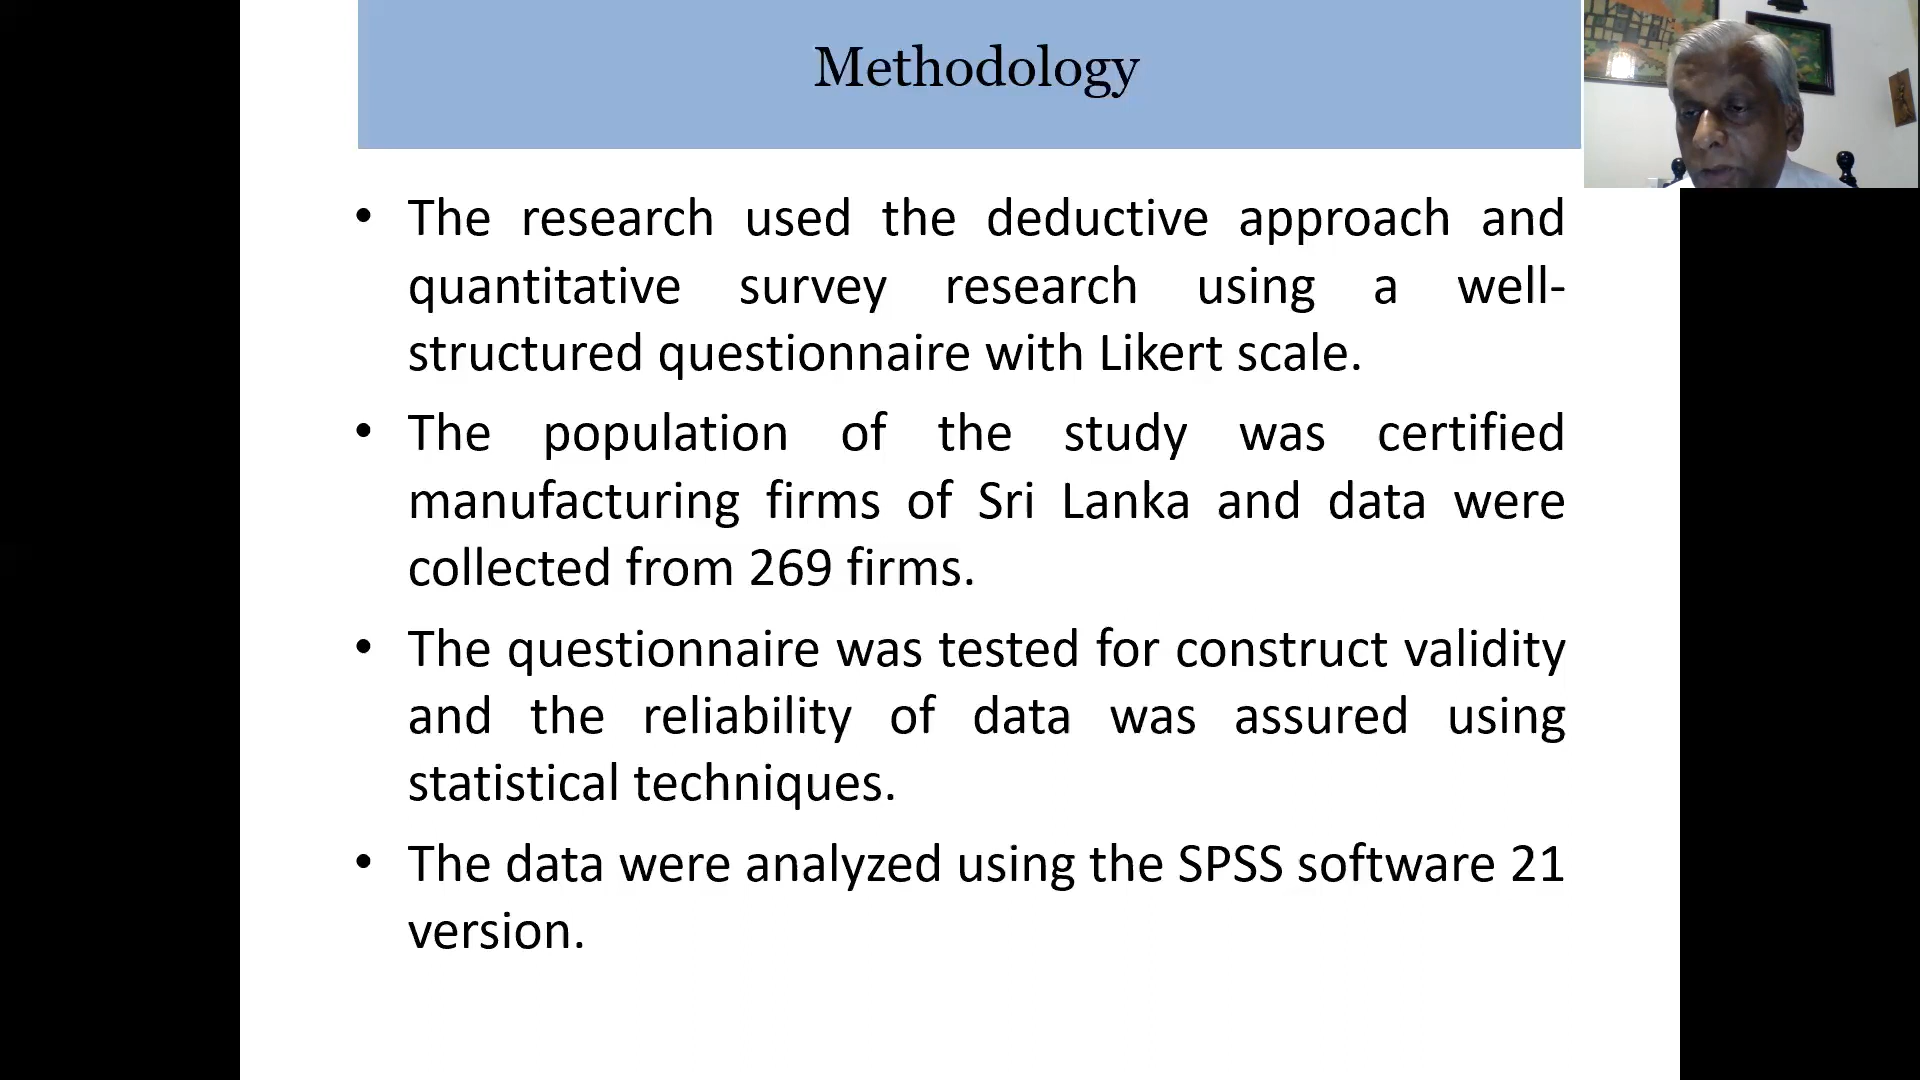 Methodology
• The research used the deductive approach and
quantitative survey research using a well-
structured questionnaire with Likert scale.
• The population of the study was certified
manufacturing firms of Sri Lanka and data were
collected from 269 firms.
• The questionnaire was tested for construct validity
and the reliability of data was assured using
statistical techniques.
• The data were analyzed using the SPSS software 21
version.